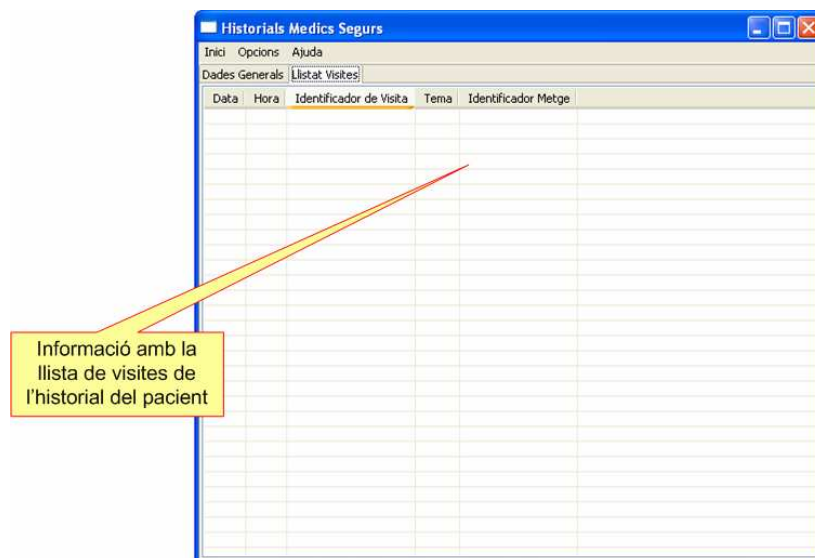 Historials Medics Segurs
Inici Opcions Ajuda
Dades Generals Llistat Visites
Data Hora Identificador de Visita Tema Identificador Metge
Informació amb la
llista de visites de
l'historial del pacient